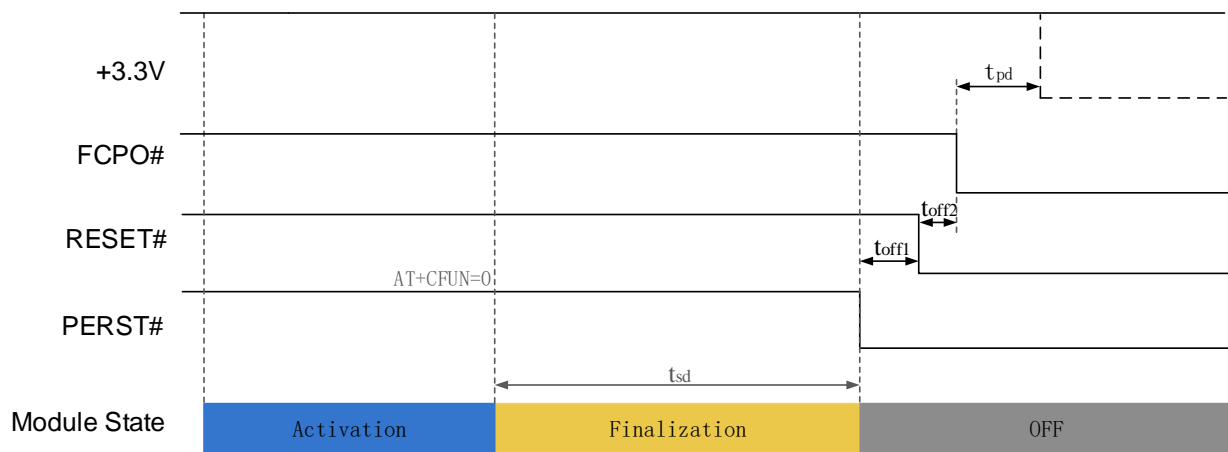 +3.3V
tpd
FCPO#
toff2
RESET#
toff1
AT+CFUN=0
PERST#
tsd
Module State
Activation
Finalization
OFF